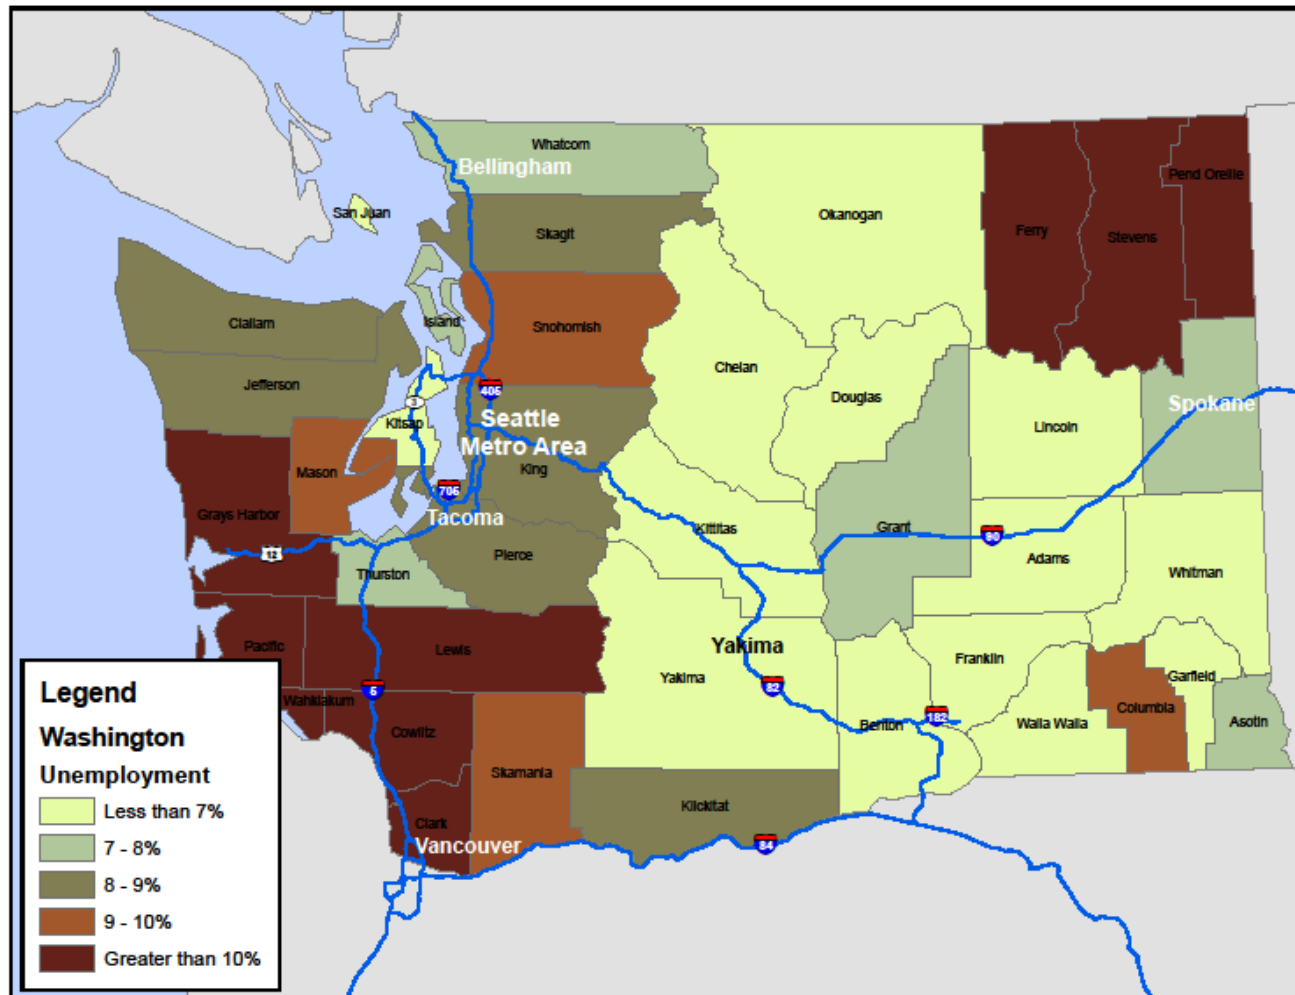 Whatcom
Bellingham
San Juan
Okanogan
Pend Oreille
Skagit
Ferry
Stevens
Clallam
Island
Snohomish
Jefferson
Chelan
Douglas
405
3
Kitsap
Seattle
Metro Area
Spokane
Lincoln
Mason
King
706
Tacoma
Grays Harbor
Kittitas
Grant
90
12
Pierce
Adams
Thurston
Whitman
Pacific
Lewis
Yakima
Franklin
Yakima
Garfield
5
82
Wahkiakum
Columbia
182
Benton
Walla Walla
Asotin
Cowlitz
Skamania
Klickitat
Clark
Vancouver
84
Legend
Washington
Unemployment
Less than 7%
7 - 8%
8 - 9%
9 - 10%
Greater than 10%